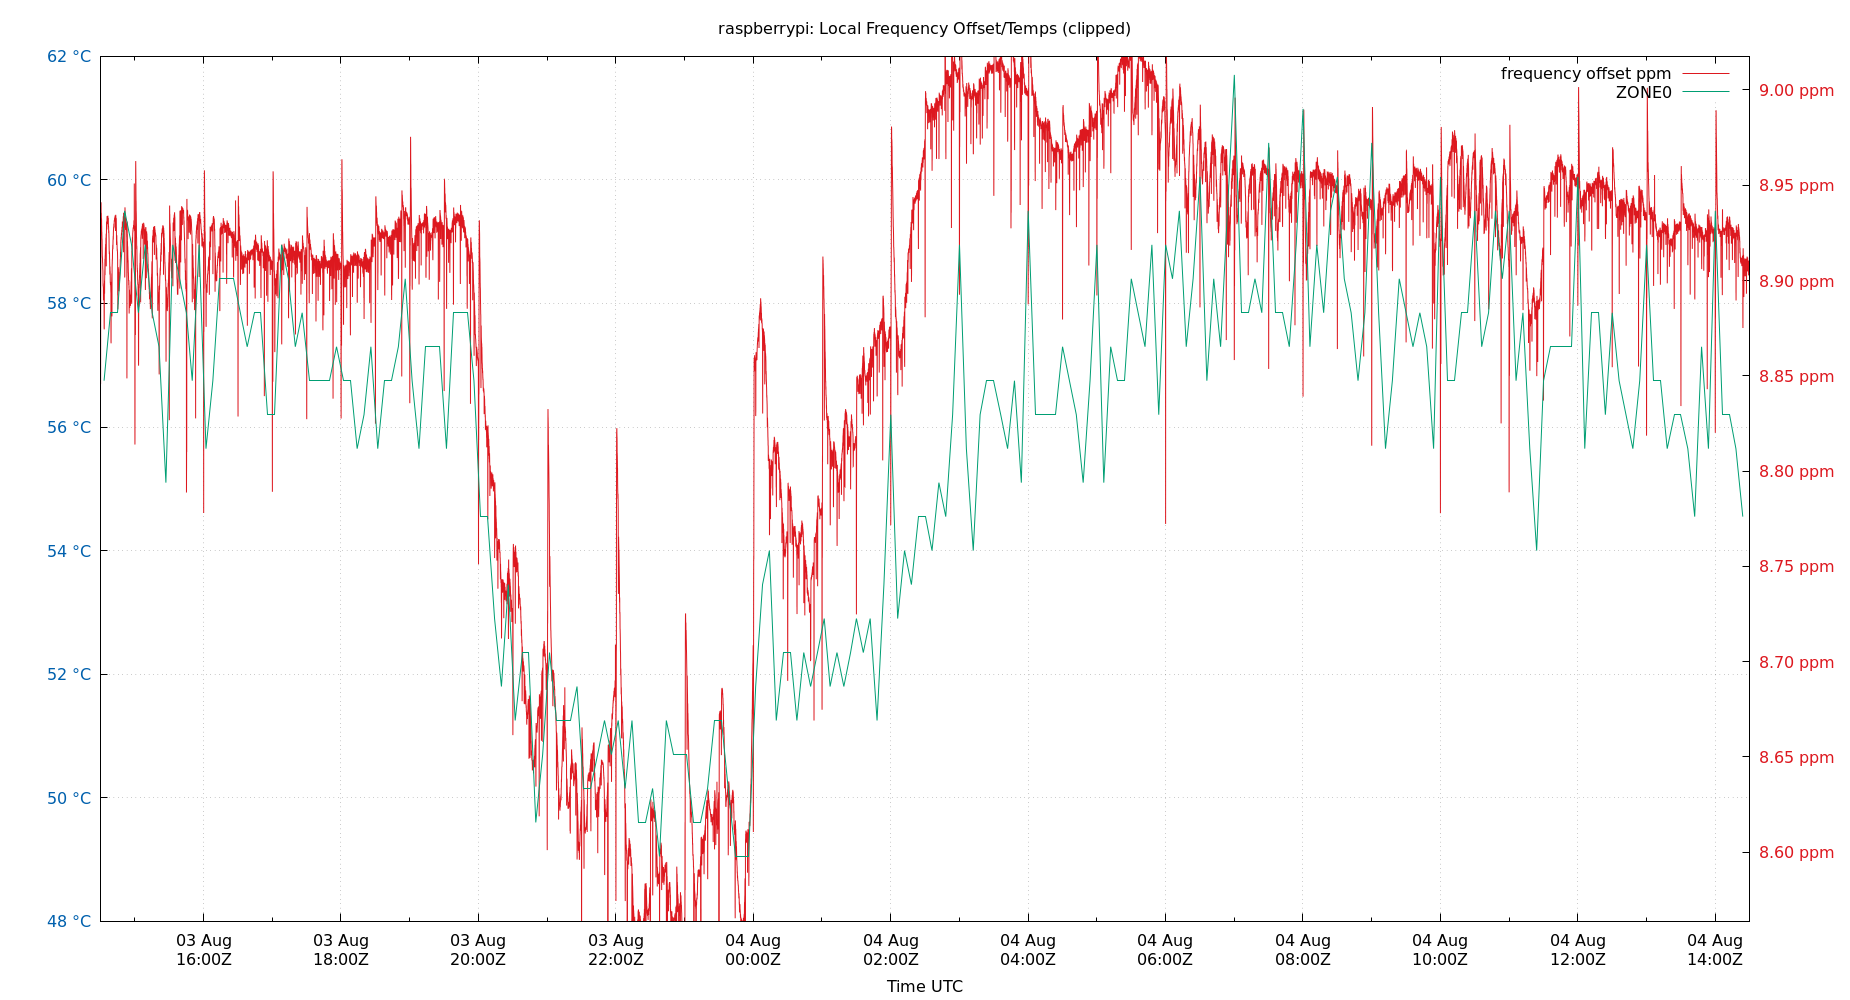 raspberrypi: Local Frequency Offset/Temps (clipped)
62 °C
60 °C
58 °C
56 °C
54 °C
52 °C
50 °C
48 °C
frequency offset ppm
ZONE0
9.00 ppm
8.95 ppm
8.90 ppm
8.85 ppm
8.80 ppm
8.75 ppm
8.70 ppm
8.65 ppm
8.60 ppm
03 Aug 03 Aug 03 Aug 03 Aug 04 Aug 04 Aug 04 Aug 04 Aug 04 Aug 04 Aug 04 Aug 04 Aug
16:00Z 18:00Z 20:00Z 22:00Z 00:00Z 02:00Z 04:00Z 06:00Z 08:00Z 10:00Z 12:00Z 14:00Z
Time UTC